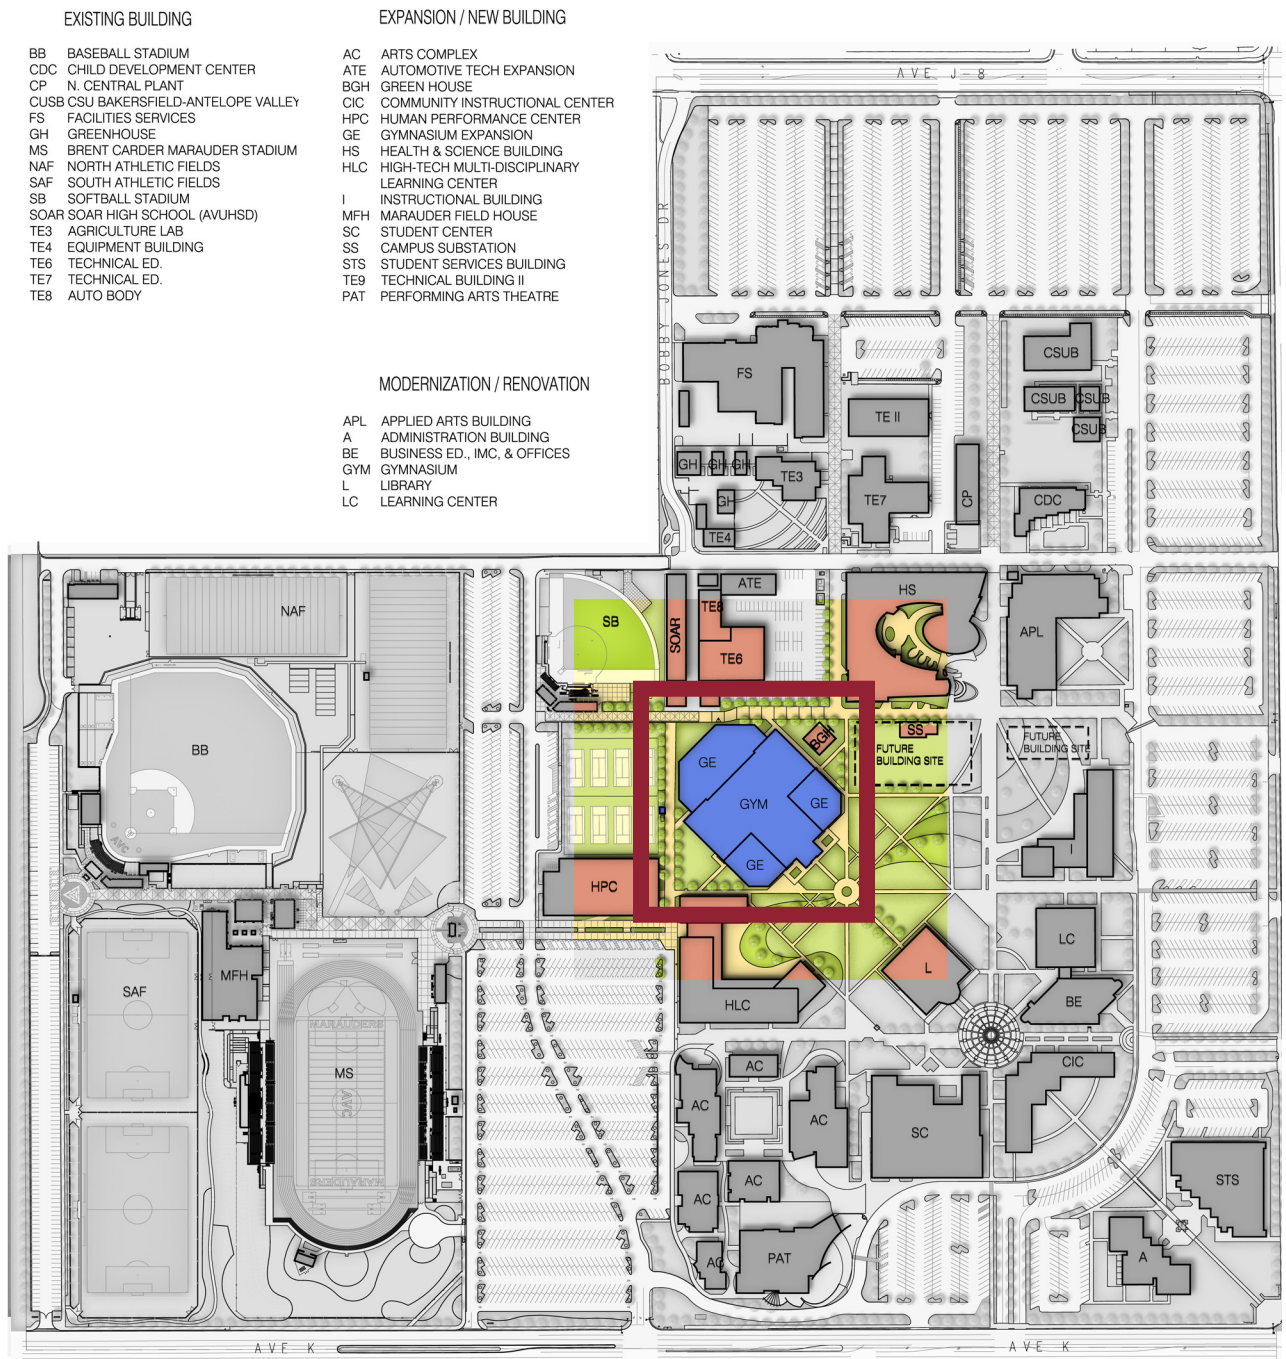 EXISTING BUILDING
BB BASEBALL STADIUM
CDC CHILD DEVELOPMENT CENTER
CP N. CENTRAL PLANT
CUSB CSU BAKERSFIELD-ANTELOPE VALLEY
FS FACILITIES SERVICES
GH GREENHOUSE
MS BRENT CARDER MARAUDER STADIUM
NAF NORTH ATHLETIC FIELDS
SAF SOUTH ATHLETIC FIELDS
SB SOFTBALL STADIUM
SOAR SOAR HIGH SCHOOL (AVUHSD)
TE3 AGRICULTURE LAB
TE4 EQUIPMENT BUILDING
TE6 TECHNICAL ED.
TE7 TECHNICAL ED.
TE8 AUTO BODY
EXPANSION / NEW BUILDING
AC ARTS COMPLEX
ATE AUTOMOTIVE TECH EXPANSION
BGH GREEN HOUSE
CIC COMMUNITY INSTRUCTIONAL CENTER
HPC HUMAN PERFORMANCE CENTER
GE GYMNASIUM EXPANSION
HS HEALTH & SCIENCE BUILDING
HLC HIGH-TECH MULTI-DISCIPLINARY
LEARNING CENTER
I INSTRUCTIONAL BUILDING
MFH MARAUDER FIELD HOUSE
SC STUDENT CENTER
SS CAMPUS SUBSTATION
STS STUDENT SERVICES BUILDING
TE9 TECHNICAL BUILDING II
PAT PERFORMING ARTS THEATRE
MODERNIZATION / RENOVATION
APL APPLIED ARTS BUILDING
A ADMINISTRATION BUILDING
BE BUSINESS ED., IMC, & OFFICES
GYM GYMNASIUM
L LIBRARY
LC LEARNING CENTER
AVE J-8
BOBBY JONES DR
FS
TE II
CSUB
CSUB
CSUB
CSUB
GH
GH
GH
TE3
GH
TE4
TE7
CP
CDC
NAF
SB
SOAR
TE8
ATE
TE6
HS
APL
BB
AVC
GE
GYM
GE
GE
BGH
SS
FUTURE
BUILDING SITE
FUTURE
BUILDING SITE
I
HPC
L
LC
BE
HLC
SAF
MFH
MARAUDERS
MS
AVC
MARAUDERS
AC
AC
AC
AC
AC
AC
PAT
SC
CIC
STS
A
AVE K
AVE K